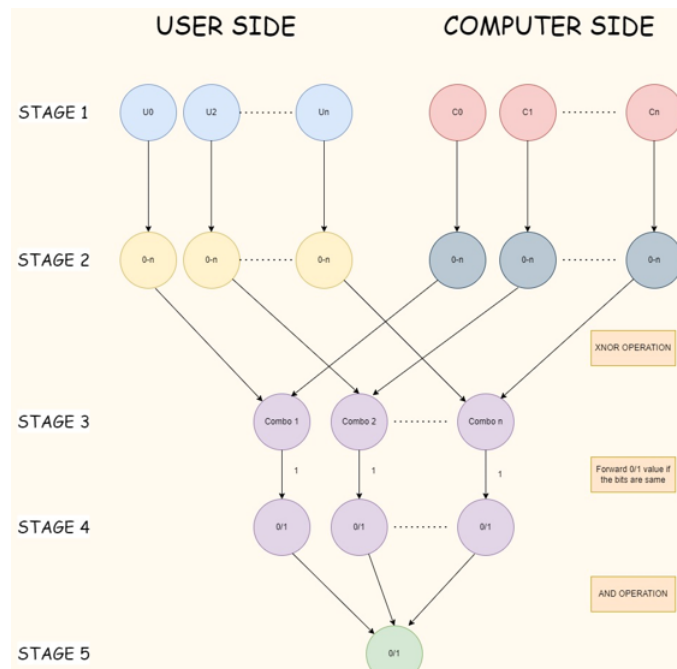 USER SIDE COMPUTER SIDE
STAGE 1 U0 U2 Un C0 C1 Cn
STAGE 2 0-n 0-n 0-n 0-n 0-n 0-n
XNOR OPERATION
STAGE 3 Combo 1 Combo 2 Combo n
1 1 1
Forward 0/1 value if
the bits are same
STAGE 4 0/1 0/1 0/1
AND OPERATION
STAGE 5 0/1